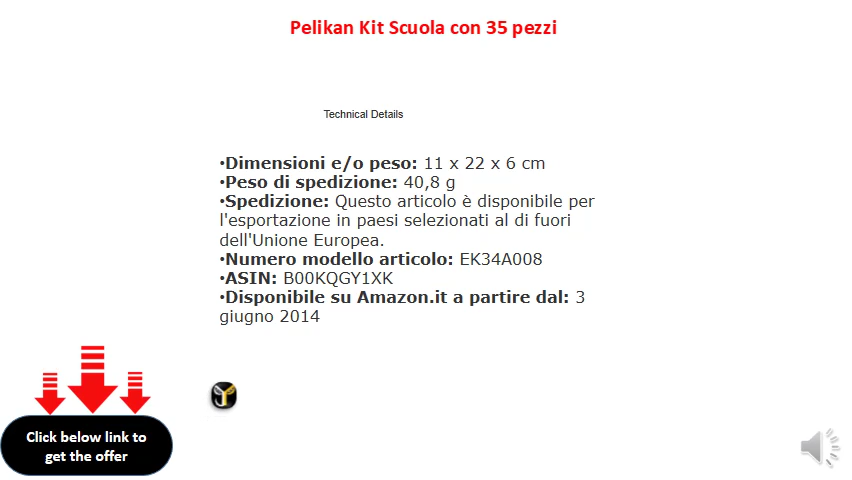 Pelikan Kit Scuola con 35 pezzi
Technical Details
•Dimensioni e/o peso: 11 x 22 x 6 cm
•Peso di spedizione: 40,8 g
•Spedizione: Questo articolo è disponibile per
l'esportazione in paesi selezionati al di fuori
dell'Unione Europea.
•Numero modello articolo: EK34A008
•ASIN: B00KQGY1XK
•Disponibile su Amazon.it a partire dal: 3
giugno 2014
Click below link to
get the offer